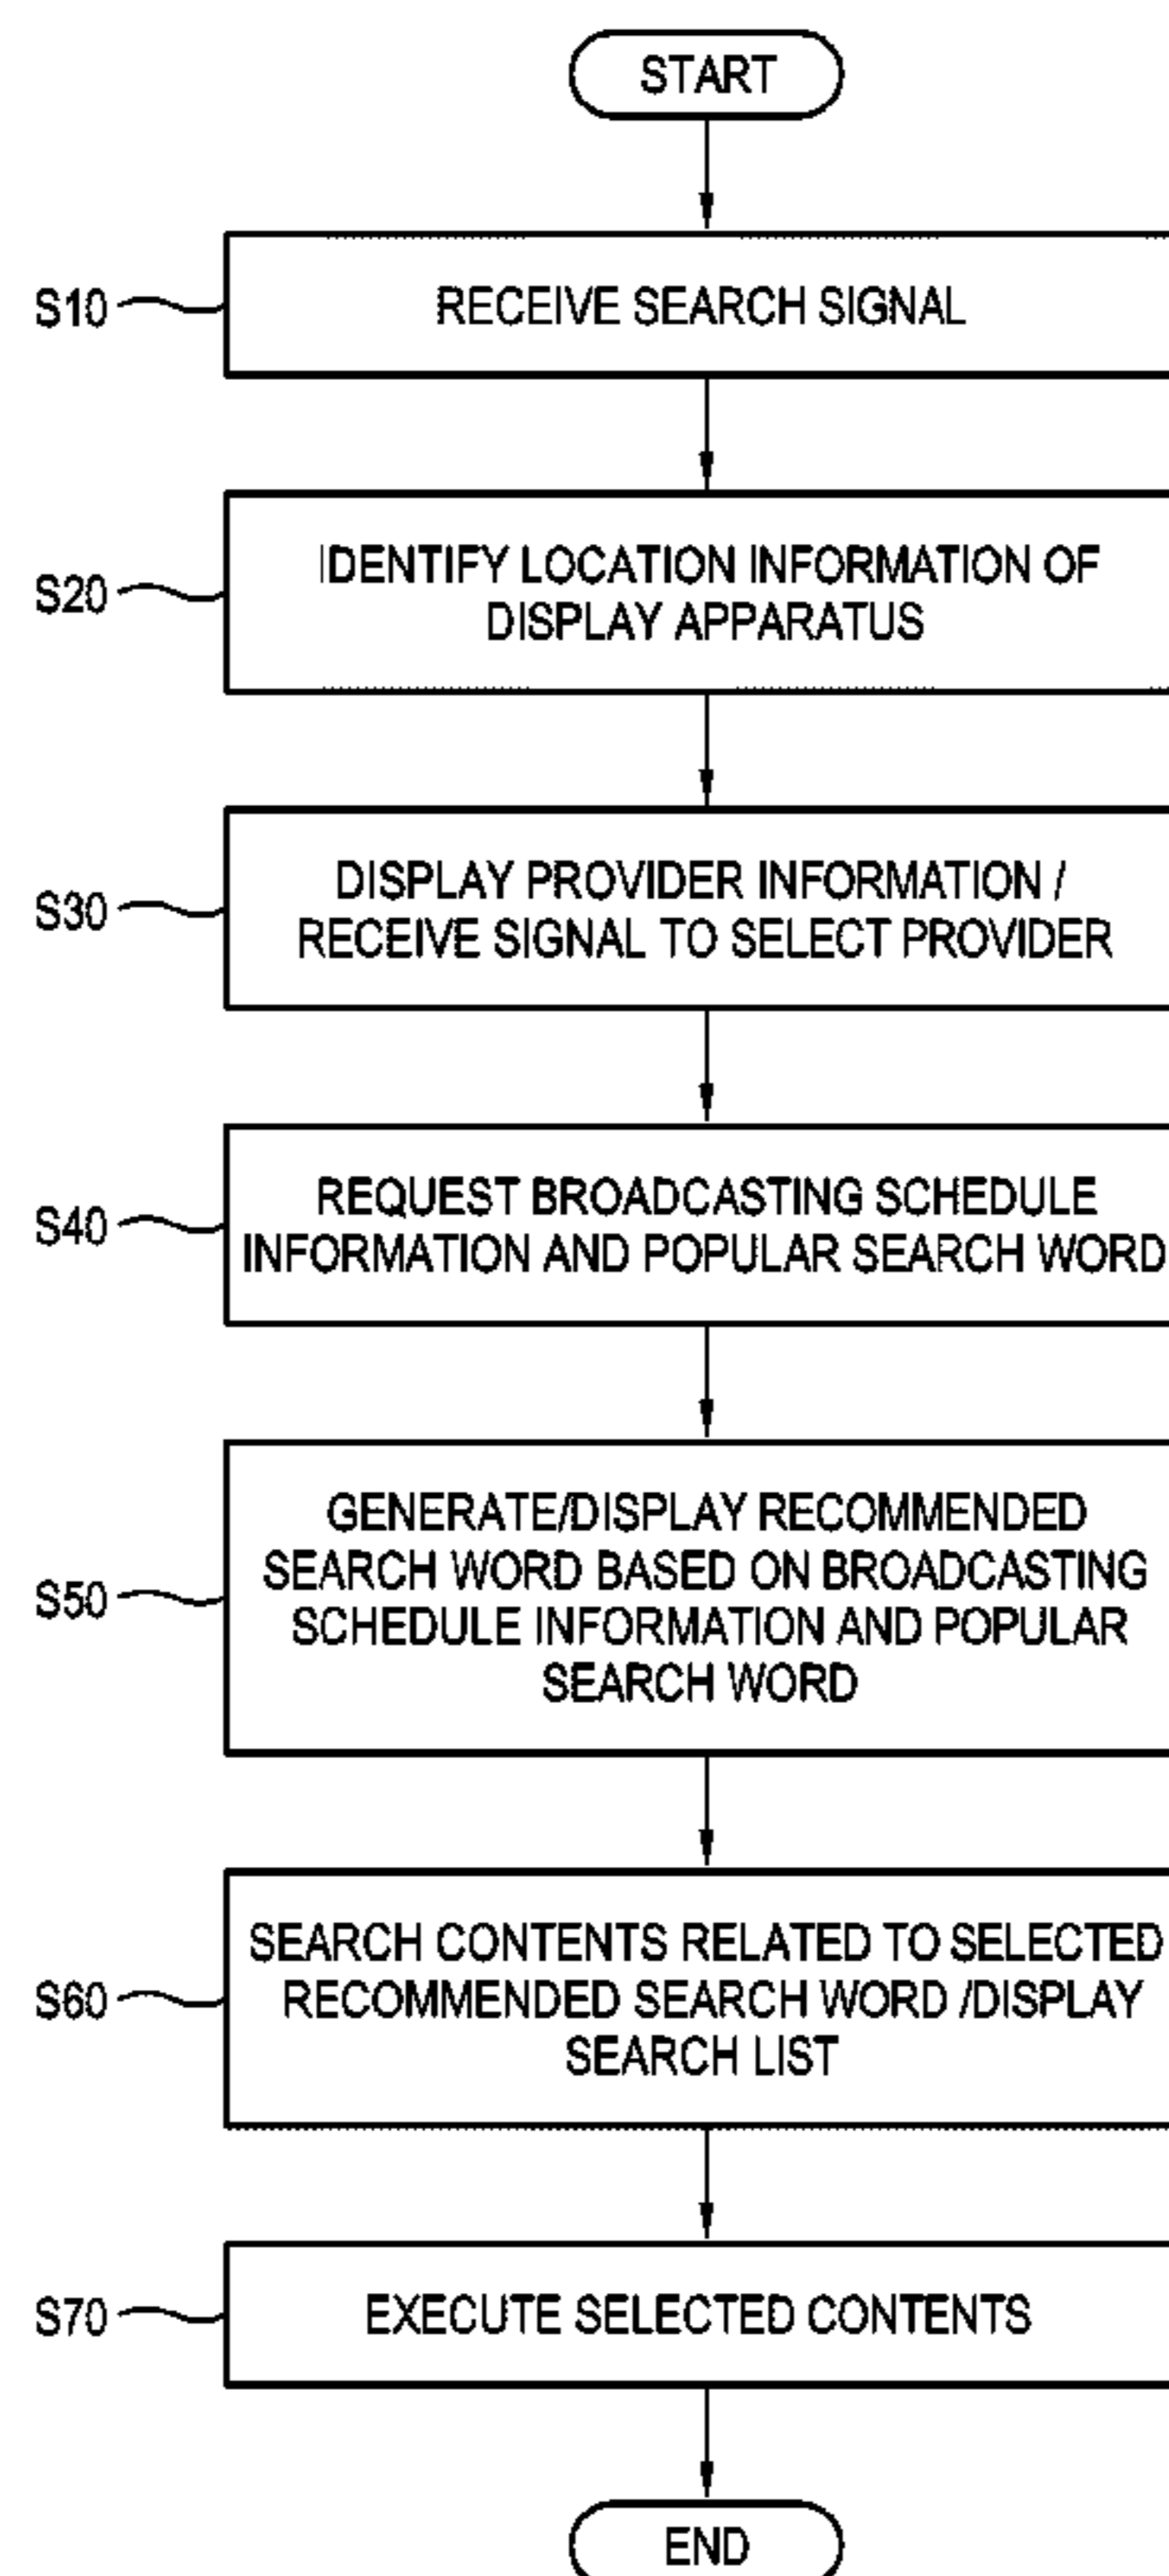 START
S10
RECEIVE SEARCH SIGNAL
S20
IDENTIFY LOCATION INFORMATION OF
DISPLAY APPARATUS
S30
DISPLAY PROVIDER INFORMATION /
RECEIVE SIGNAL TO SELECT PROVIDER
S40
REQUEST BROADCASTING SCHEDULE
INFORMATION AND POPULAR SEARCH WORD
S50
GENERATE/DISPLAY RECOMMENDED
SEARCH WORD BASED ON BROADCASTING
SCHEDULE INFORMATION AND POPULAR
SEARCH WORD
S60
SEARCH CONTENTS RELATED TO SELECTED
RECOMMENDED SEARCH WORD /DISPLAY
SEARCH LIST
S70
EXECUTE SELECTED CONTENTS
END